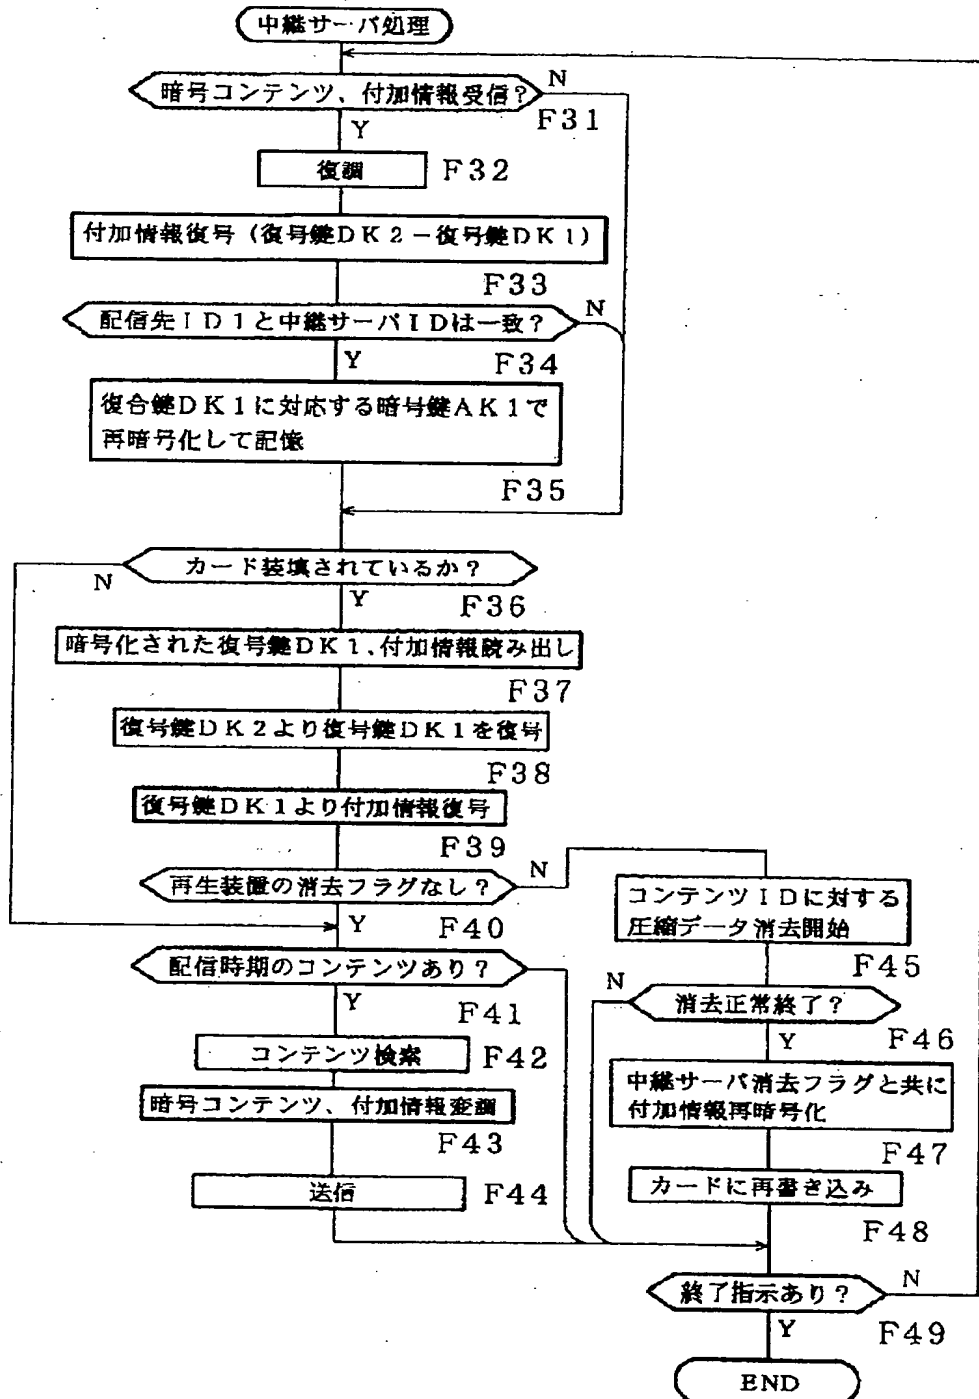 中継サーバ処理
暗号コンテンツ、付加情報受信？
N
F31
Y
復調
F32
付加情報復号（復号鍵DK2－復号鍵DK1）
F33
配信先ID1と中継サーバIDは一致？
N
Y
F34
復合鍵DK1に対応する暗号鍵AK1で
再暗号化して記憶
F35
カード装填されているか？
N
Y
F36
暗号化された復号鍵DK1、付加情報読み出し
F37
復号鍵DK2より復号鍵DK1を復号
F38
復号鍵DK1より付加情報復号
F39
再生装置の消去フラグなし？
N
Y
F40
配信時期のコンテンツあり？
Y
F41
コンテンツ検索
F42
暗号コンテンツ、付加情報変調
F43
送信
F44
コンテンツIDに対する
圧縮データ消去開始
F45
N
消去正常終了？
Y
F46
中継サーバ消去フラグと共に
付加情報再暗号化
F47
カードに再書き込み
F48
終了指示あり？
N
Y
F49
END